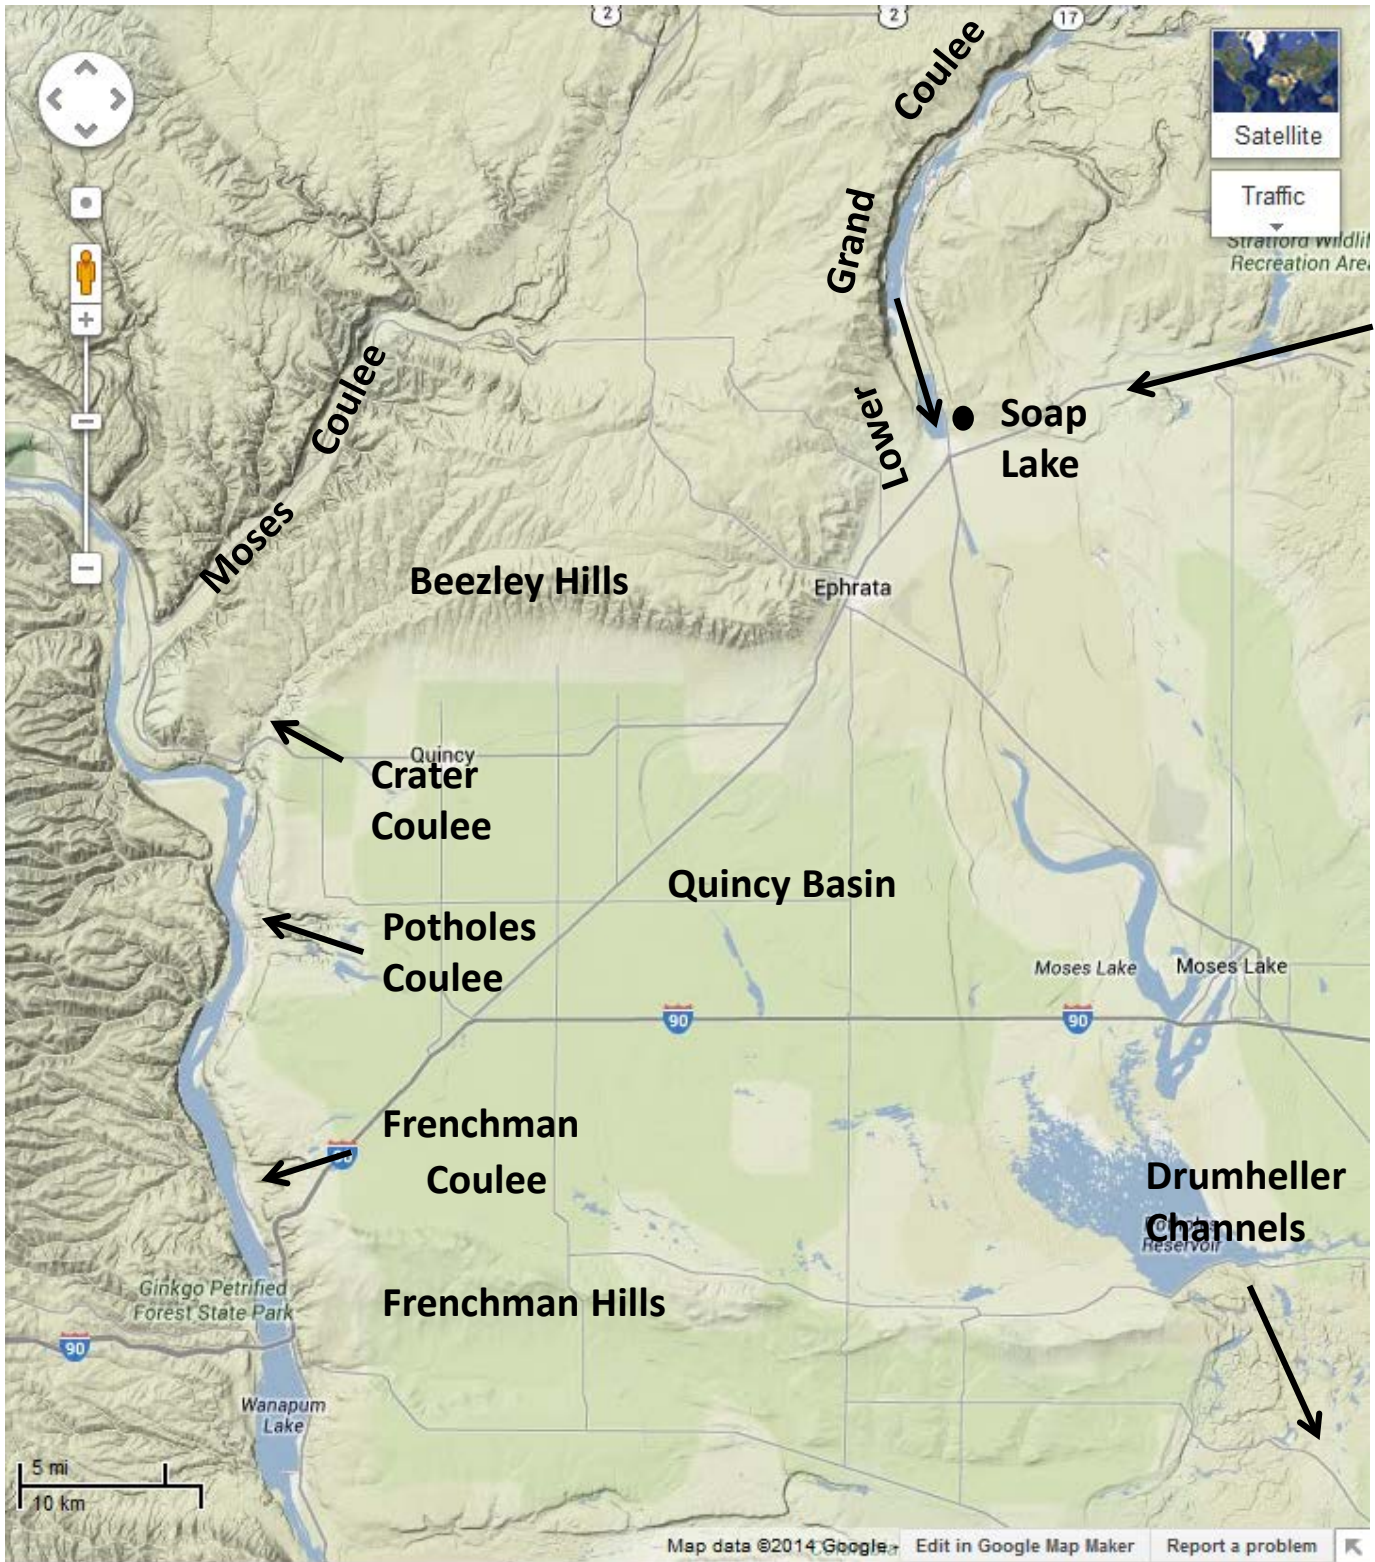 2
2
17
Coulee
Satellite
Traffic
Stratford Wildlif
Recreation Area
Grand
Lower
Soap
Lake
Coulee
Moses
Beezley Hills
Ephrata
Quincy
Crater
Coulee
Quincy Basin
Potholes
Coulee
Moses Lake
Moses Lake
90
90
Frenchman
Coulee
Drumheller
Channels
Reservoir
Ginkgo Petrified
Forest State Park
Frenchman Hills
90
Wanapum
Lake
5 mi
10 km
Map data ©2014 Google - Edit in Google Map Maker Report a problem